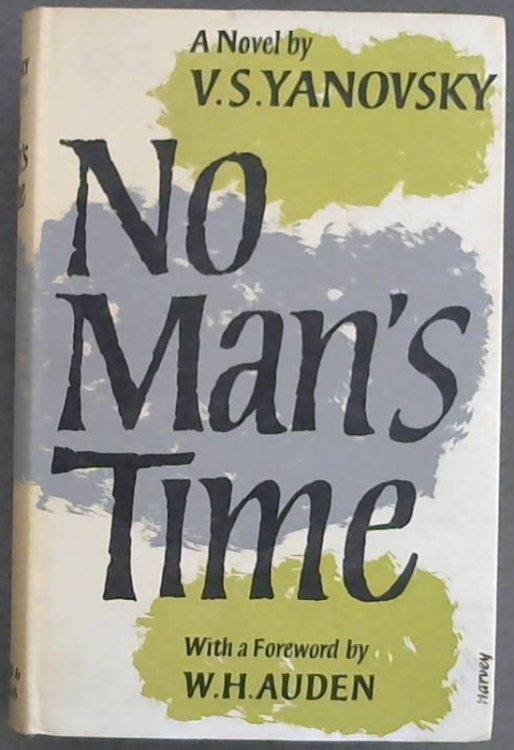 A Novel by
V.S.YANOVSKY
No
Man's
Time
With a Foreword by
W.H.AUDEN
Harvey